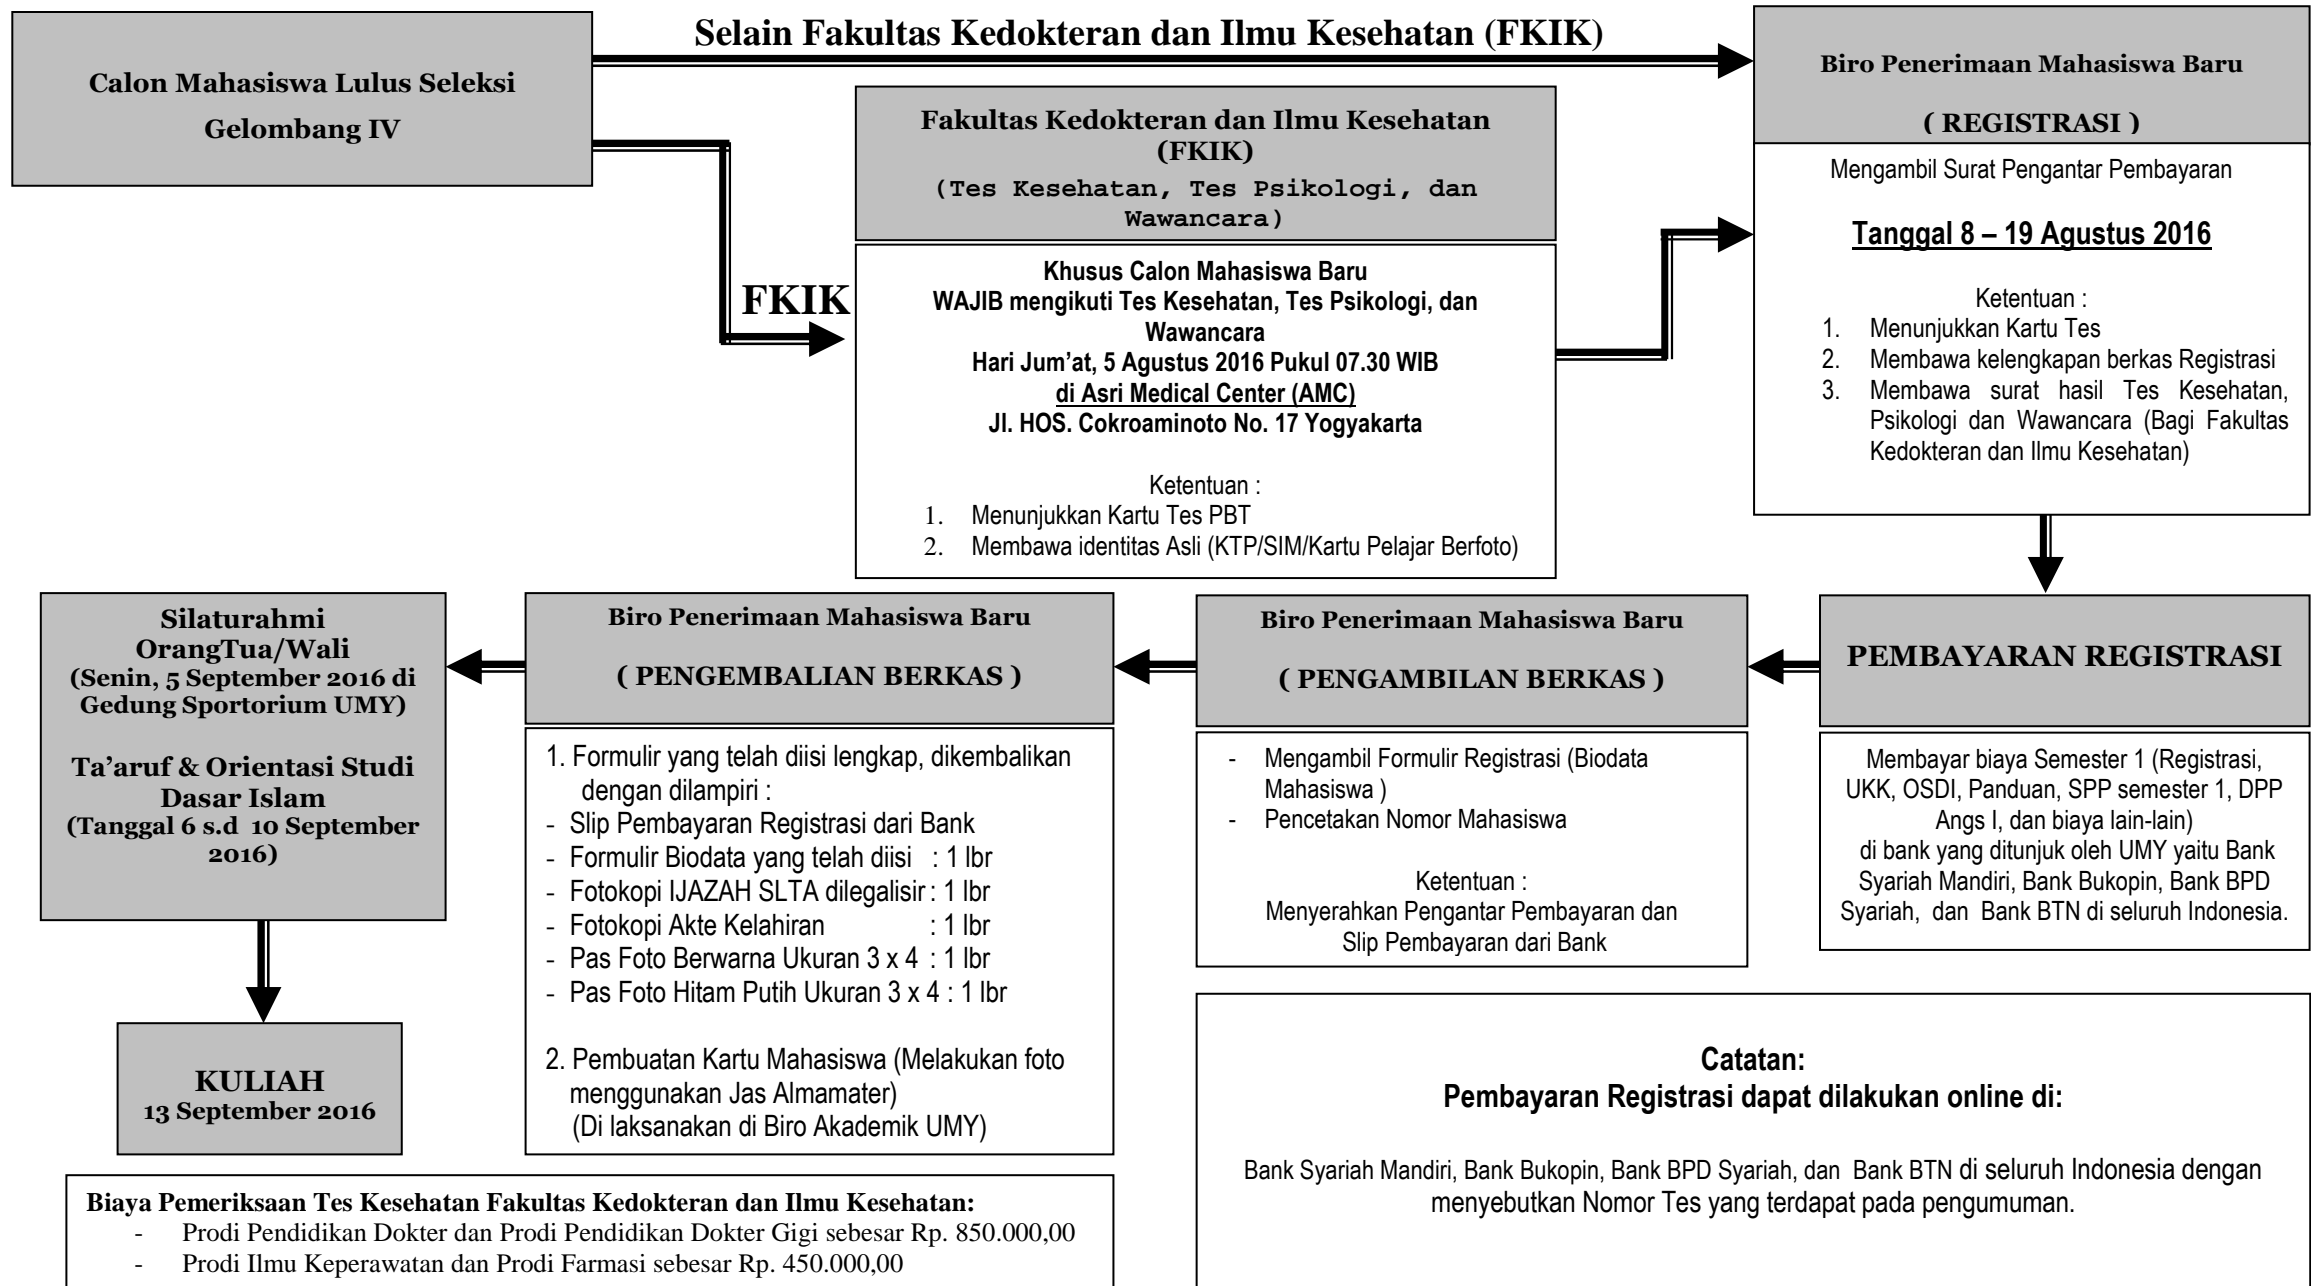 Selain Fakultas Kedokteran dan Ilmu Kesehatan (FKIK)
Calon Mahasiswa Lulus Seleksi
Gelombang IV
FKIK
Fakultas Kedokteran dan Ilmu Kesehatan
(FKIK)
(Tes Kesehatan, Tes Psikologi, dan
Wawancara)
Khusus Calon Mahasiswa Baru
WAJIB mengikuti Tes Kesehatan, Tes Psikologi, dan
Wawancara
Hari Jum’at, 5 Agustus 2016 Pukul 07.30 WIB
di Asri Medical Center (AMC)
Jl. HOS. Cokroaminoto No. 17 Yogyakarta
Ketentuan :
1. Menunjukkan Kartu Tes PBT
2. Membawa identitas Asli (KTP/SIM/Kartu Pelajar Berfoto)
Biro Penerimaan Mahasiswa Baru
( REGISTRASI )
Mengambil Surat Pengantar Pembayaran
Tanggal 8 – 19 Agustus 2016
Ketentuan :
1. Menunjukkan Kartu Tes
2. Membawa kelengkapan berkas Registrasi
3. Membawa surat hasil Tes Kesehatan,
Psikologi dan Wawancara (Bagi Fakultas
Kedokteran dan Ilmu Kesehatan)
PEMBAYARAN REGISTRASI
Membayar biaya Semester 1 (Registrasi,
UKK, OSDI, Panduan, SPP semester 1, DPP
Angs I, dan biaya lain-lain)
di bank yang ditunjuk oleh UMY yaitu Bank
Syariah Mandiri, Bank Bukopin, Bank BPD
Syariah, dan Bank BTN di seluruh Indonesia.
Biro Penerimaan Mahasiswa Baru
( PENGAMBILAN BERKAS )
- Mengambil Formulir Registrasi (Biodata
Mahasiswa )
- Pencetakan Nomor Mahasiswa
Ketentuan :
Menyerahkan Pengantar Pembayaran dan
Slip Pembayaran dari Bank
Biro Penerimaan Mahasiswa Baru
( PENGEMBALIAN BERKAS )
1. Formulir yang telah diisi lengkap, dikembalikan
dengan dilampiri :
- Slip Pembayaran Registrasi dari Bank
- Formulir Biodata yang telah diisi : 1 lbr
- Fotokopi IJAZAH SLTA dilegalisir : 1 lbr
- Fotokopi Akte Kelahiran : 1 lbr
- Pas Foto Berwarna Ukuran 3 x 4 : 1 lbr
- Pas Foto Hitam Putih Ukuran 3 x 4 : 1 lbr
2. Pembuatan Kartu Mahasiswa (Melakukan foto
menggunakan Jas Almamater)
(Di laksanakan di Biro Akademik UMY)
Silaturahmi
OrangTua/Wali
(Senin, 5 September 2016 di
Gedung Sportorium UMY)
Ta’aruf & Orientasi Studi
Dasar Islam
(Tanggal 6 s.d 10 September
2016)
KULIAH
13 September 2016
Catatan:
Pembayaran Registrasi dapat dilakukan online di:
Bank Syariah Mandiri, Bank Bukopin, Bank BPD Syariah, dan Bank BTN di seluruh Indonesia dengan
menyebutkan Nomor Tes yang terdapat pada pengumuman.
Biaya Pemeriksaan Tes Kesehatan Fakultas Kedokteran dan Ilmu Kesehatan:
- Prodi Pendidikan Dokter dan Prodi Pendidikan Dokter Gigi sebesar Rp. 850.000,00
- Prodi Ilmu Keperawatan dan Prodi Farmasi sebesar Rp. 450.000,00